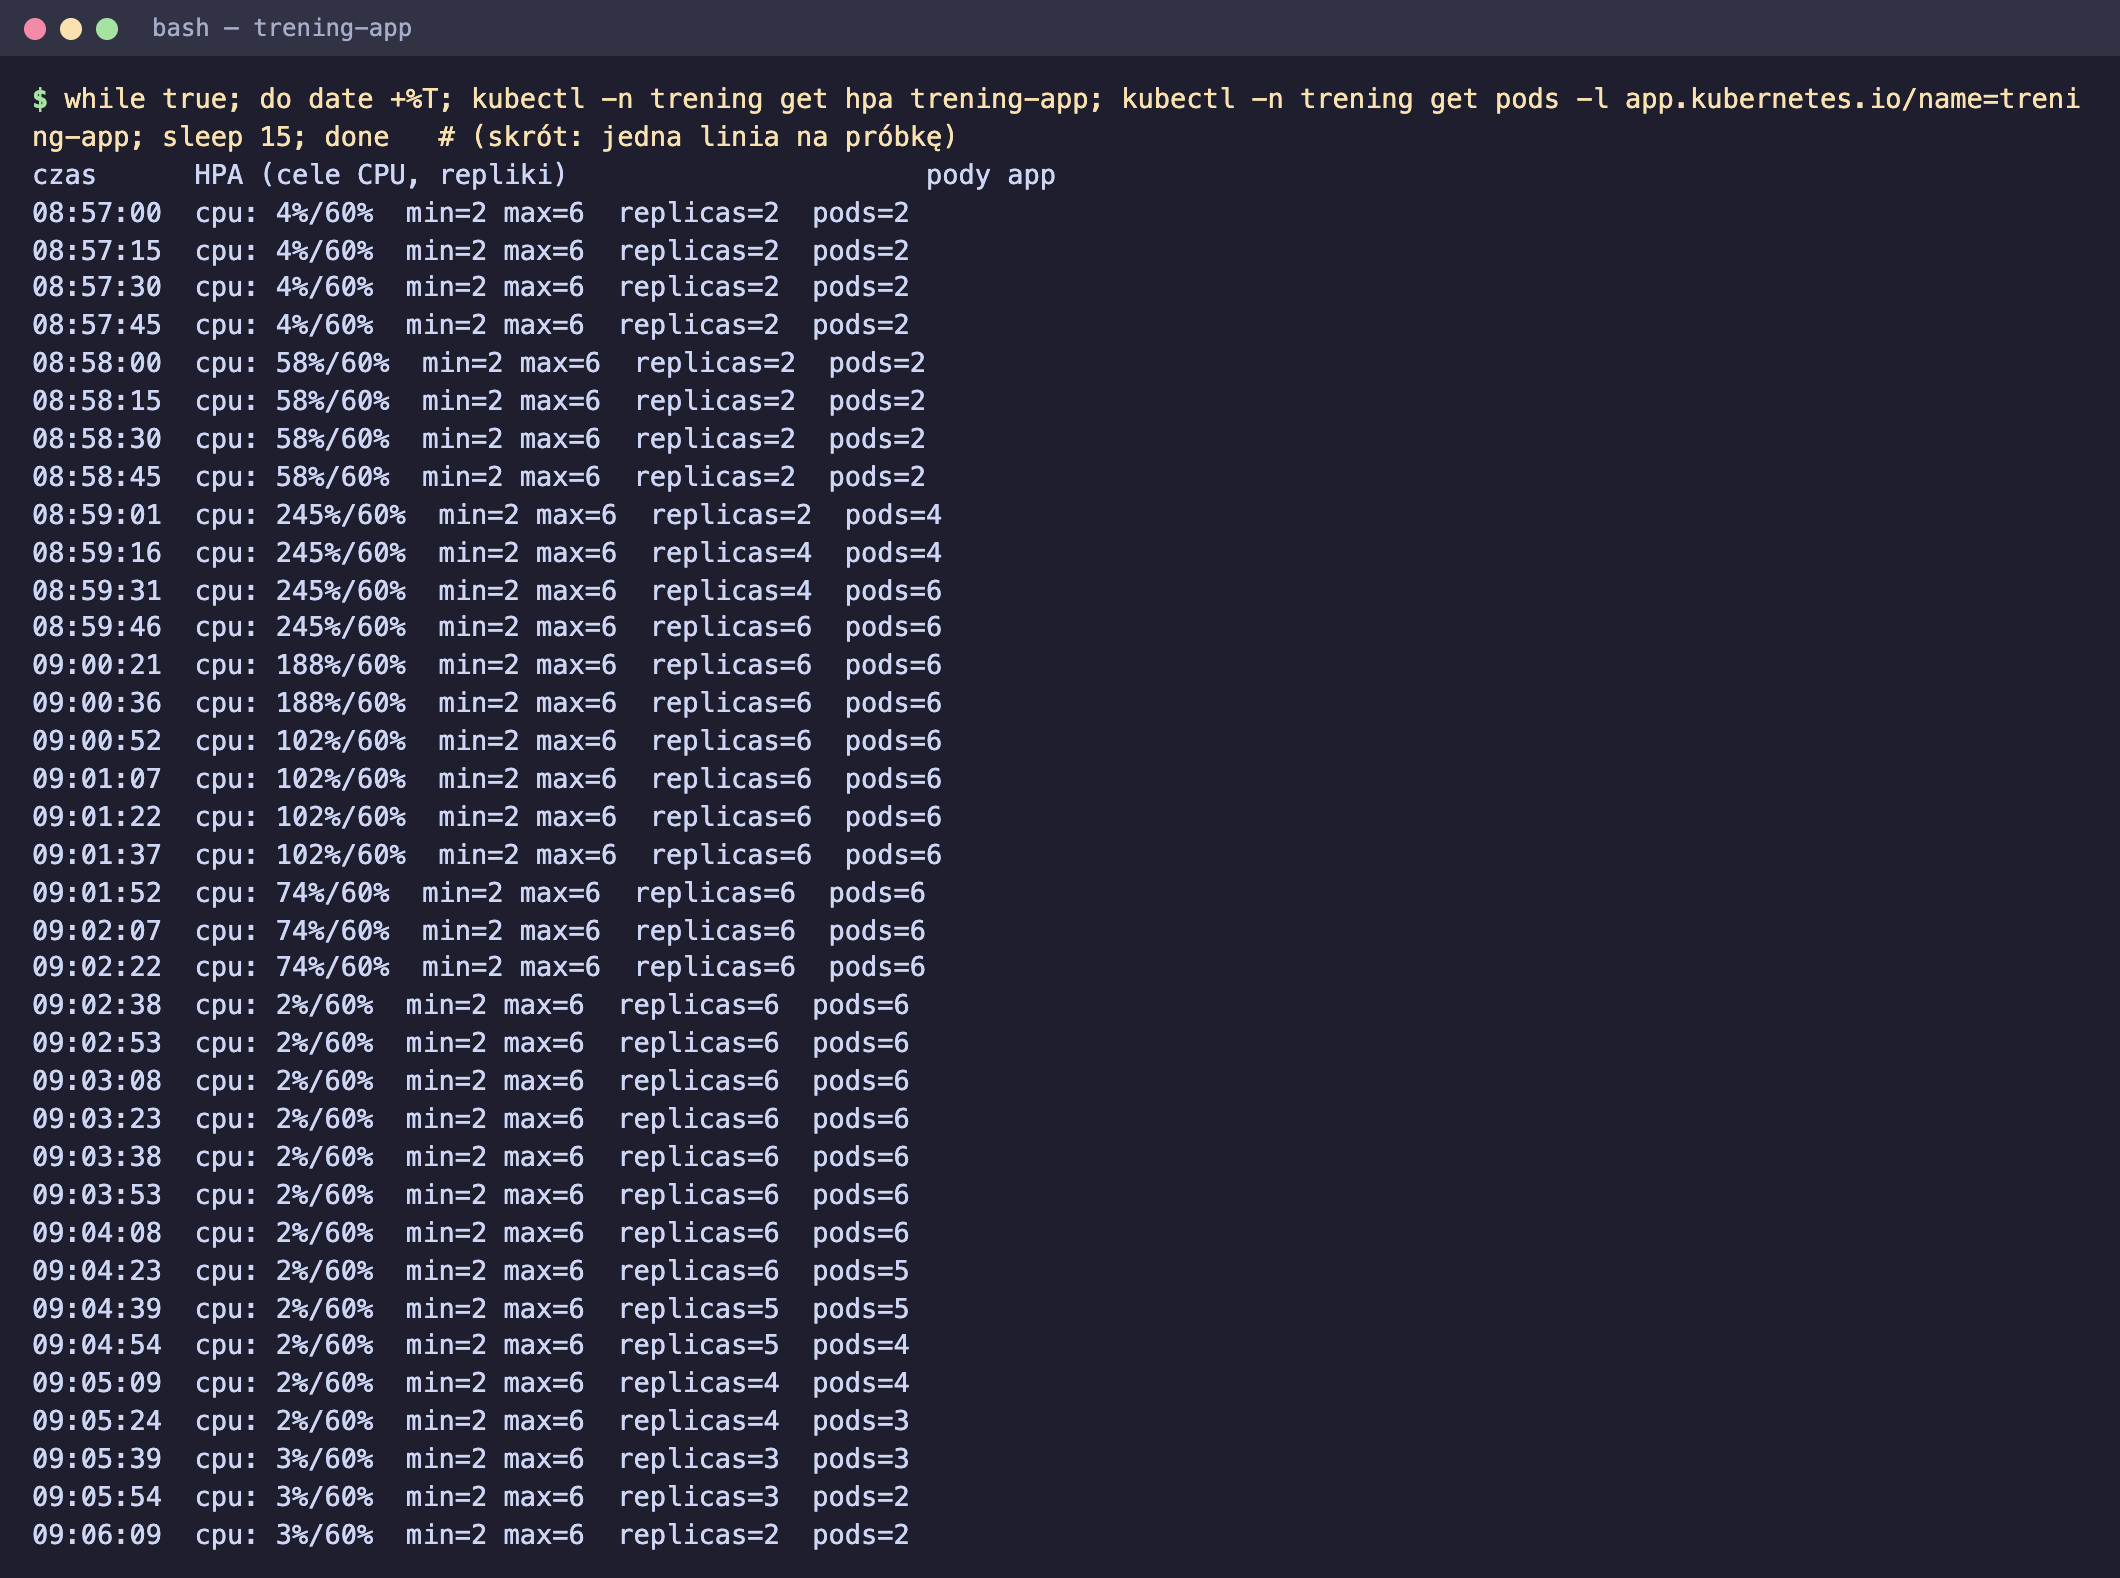 bash — trening-app
$ while true; do date +%T; kubectl -n trening get hpa trening-app; kubectl -n trening get pods -l app.kubernetes.io/name=treni
ng-app; sleep 15; done   # (skrót: jedna linia na próbkę)
czas      HPA (cele CPU, repliki)                      pody app
08:57:00  cpu: 4%/60%  min=2 max=6  replicas=2  pods=2
08:57:15  cpu: 4%/60%  min=2 max=6  replicas=2  pods=2
08:57:30  cpu: 4%/60%  min=2 max=6  replicas=2  pods=2
08:57:45  cpu: 4%/60%  min=2 max=6  replicas=2  pods=2
08:58:00  cpu: 58%/60%  min=2 max=6  replicas=2  pods=2
08:58:15  cpu: 58%/60%  min=2 max=6  replicas=2  pods=2
08:58:30  cpu: 58%/60%  min=2 max=6  replicas=2  pods=2
08:58:45  cpu: 58%/60%  min=2 max=6  replicas=2  pods=2
08:59:01  cpu: 245%/60%  min=2 max=6  replicas=2  pods=4
08:59:16  cpu: 245%/60%  min=2 max=6  replicas=4  pods=4
08:59:31  cpu: 245%/60%  min=2 max=6  replicas=4  pods=6
08:59:46  cpu: 245%/60%  min=2 max=6  replicas=6  pods=6
09:00:21  cpu: 188%/60%  min=2 max=6  replicas=6  pods=6
09:00:36  cpu: 188%/60%  min=2 max=6  replicas=6  pods=6
09:00:52  cpu: 102%/60%  min=2 max=6  replicas=6  pods=6
09:01:07  cpu: 102%/60%  min=2 max=6  replicas=6  pods=6
09:01:22  cpu: 102%/60%  min=2 max=6  replicas=6  pods=6
09:01:37  cpu: 102%/60%  min=2 max=6  replicas=6  pods=6
09:01:52  cpu: 74%/60%  min=2 max=6  replicas=6  pods=6
09:02:07  cpu: 74%/60%  min=2 max=6  replicas=6  pods=6
09:02:22  cpu: 74%/60%  min=2 max=6  replicas=6  pods=6
09:02:38  cpu: 2%/60%  min=2 max=6  replicas=6  pods=6
09:02:53  cpu: 2%/60%  min=2 max=6  replicas=6  pods=6
09:03:08  cpu: 2%/60%  min=2 max=6  replicas=6  pods=6
09:03:23  cpu: 2%/60%  min=2 max=6  replicas=6  pods=6
09:03:38  cpu: 2%/60%  min=2 max=6  replicas=6  pods=6
09:03:53  cpu: 2%/60%  min=2 max=6  replicas=6  pods=6
09:04:08  cpu: 2%/60%  min=2 max=6  replicas=6  pods=6
09:04:23  cpu: 2%/60%  min=2 max=6  replicas=6  pods=5
09:04:39  cpu: 2%/60%  min=2 max=6  replicas=5  pods=5
09:04:54  cpu: 2%/60%  min=2 max=6  replicas=5  pods=4
09:05:09  cpu: 2%/60%  min=2 max=6  replicas=4  pods=4
09:05:24  cpu: 2%/60%  min=2 max=6  replicas=4  pods=3
09:05:39  cpu: 3%/60%  min=2 max=6  replicas=3  pods=3
09:05:54  cpu: 3%/60%  min=2 max=6  replicas=3  pods=2
09:06:09  cpu: 3%/60%  min=2 max=6  replicas=2  pods=2